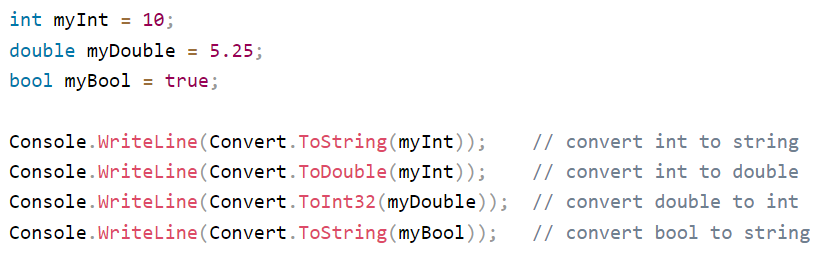 int myInt = 10;
double myDouble = 5.25;
bool myBool = true;

Console.WriteLine(Convert.ToString(myInt));    // convert int to string
Console.WriteLine(Convert.ToDouble(myInt));    // convert int to double
Console.WriteLine(Convert.ToInt32(myDouble));  // convert double to int
Console.WriteLine(Convert.ToString(myBool));   // convert bool to string